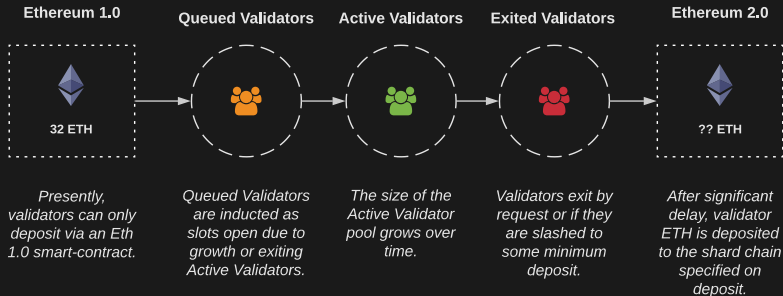 Ethereum 1.0
Queued Validators
Active Validators
Exited Validators
Ethereum 2.0
32 ETH
?? ETH
Presently,
validators can only
deposit via an Eth
1.0 smart-contract.
Queued Validators
are inducted as
slots open due to
growth or exiting
Active Validators.
The size of the
Active Validator
pool grows over
time.
Validators exit by
request or if they
are slashed to
some minimum
deposit.
After significant
delay, validator
ETH is deposited
to the shard chain
specified on
deposit.